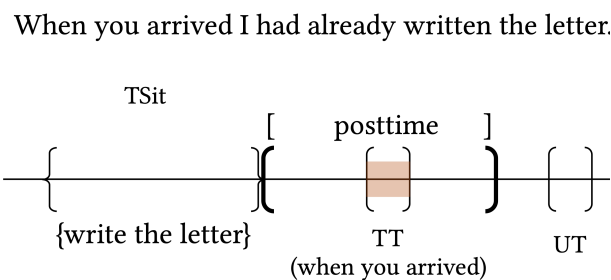 When you arrived I had already written the letter.
TSit
[ posttime ]
{write the letter}
TT
UT
(when you arrived)